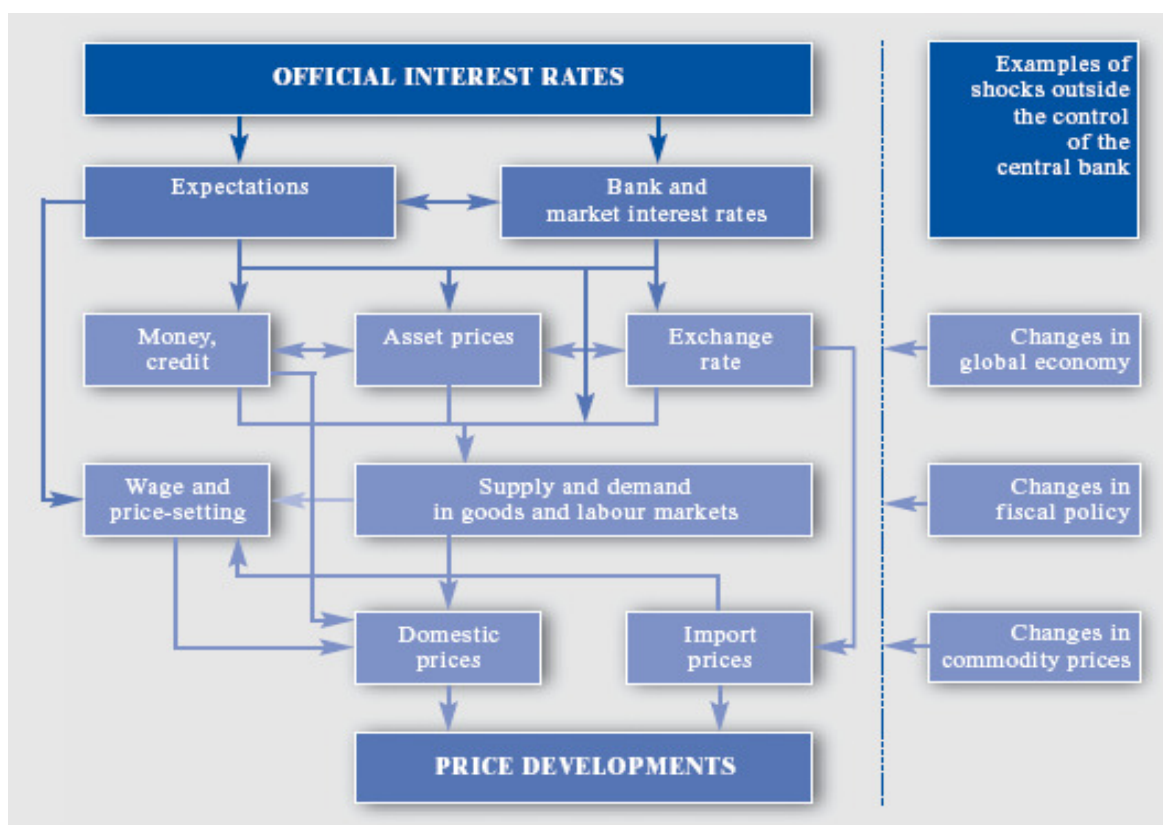 OFFICIAL INTEREST RATES
Examples of
shocks outside
the control
of the
central bank
Expectations
Bank and
market interest rates
Money,
credit
Asset prices
Exchange
rate
Changes in
global economy
Wage and
price-setting
Supply and demand
in goods and labour markets
Changes in
fiscal policy
Domestic
prices
Import
prices
Changes in
commodity prices
PRICE DEVELOPMENTS